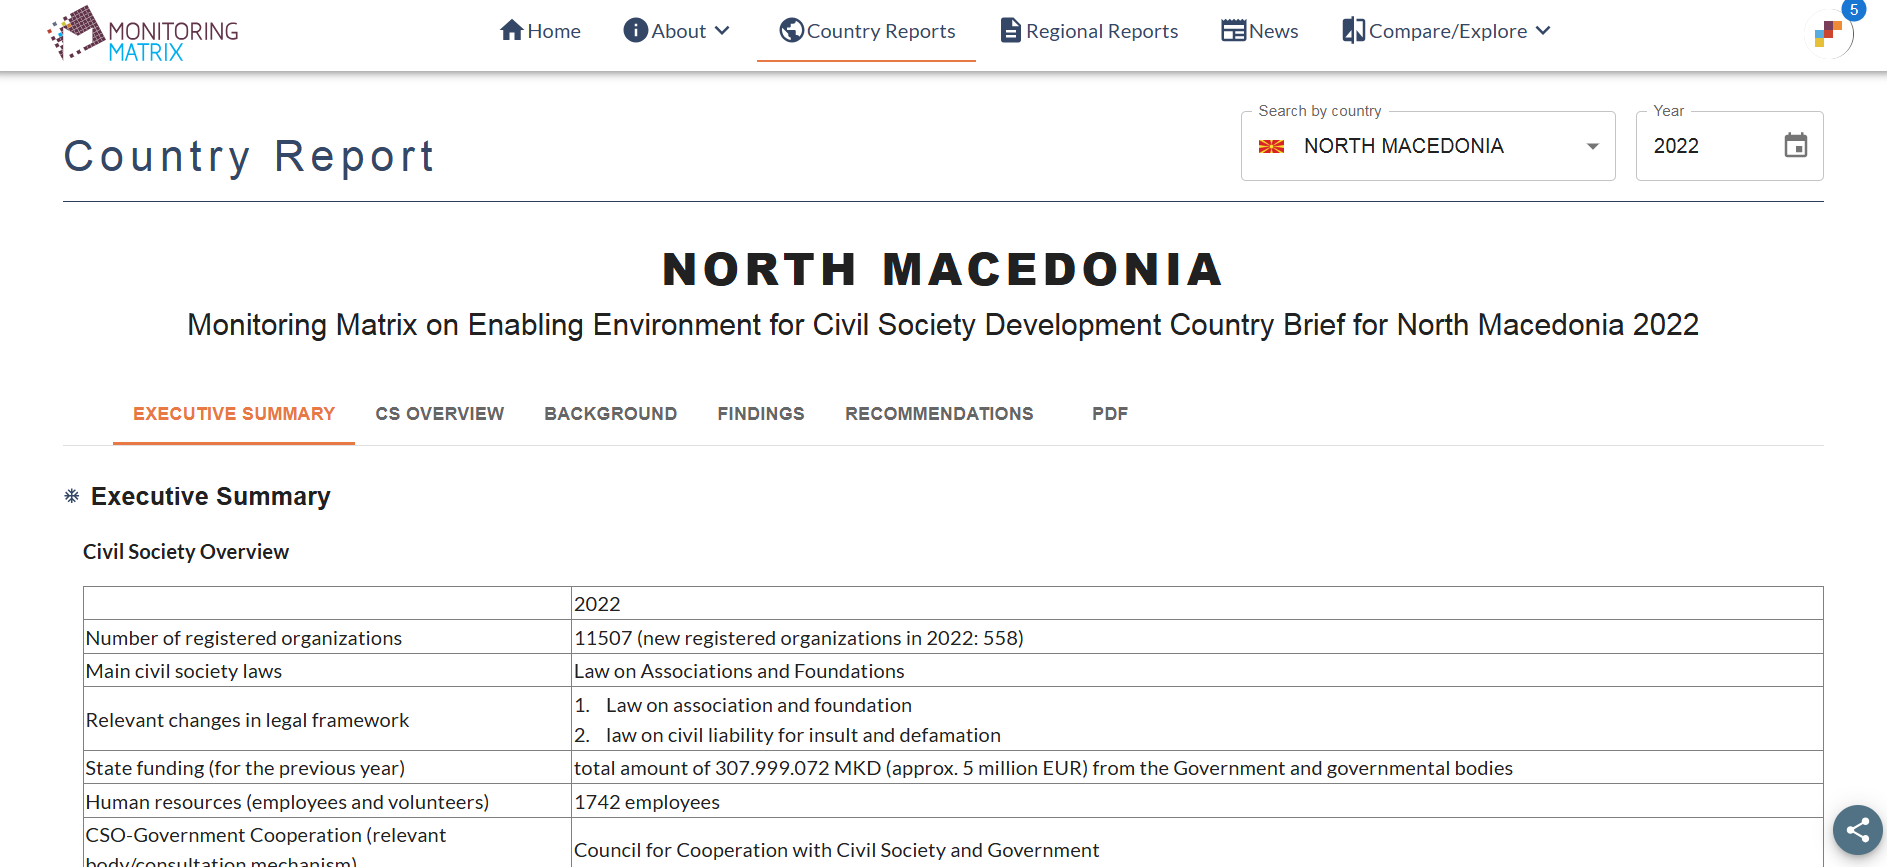 MONITORING
MATRIX
Home
About
Country Reports
Regional Reports
News
Compare/Explore
5
Country Report
Search by country
NORTH MACEDONIA
Year
2022
NORTH MACEDONIA
Monitoring Matrix on Enabling Environment for Civil Society Development Country Brief for North Macedonia 2022
EXECUTIVE SUMMARY
CS OVERVIEW
BACKGROUND
FINDINGS
RECOMMENDATIONS
PDF
Executive Summary
Civil Society Overview
2022
Number of registered organizations
11507 (new registered organizations in 2022: 558)
Main civil society laws
Law on Associations and Foundations
Relevant changes in legal framework
1. Law on association and foundation
2. law on civil liability for insult and defamation
State funding (for the previous year)
total amount of 307.999.072 MKD (approx. 5 million EUR) from the Government and governmental bodies
Human resources (employees and volunteers)
1742 employees
CSO-Government Cooperation (relevant
body/consultation mechanism)
Council for Cooperation with Civil Society and Government